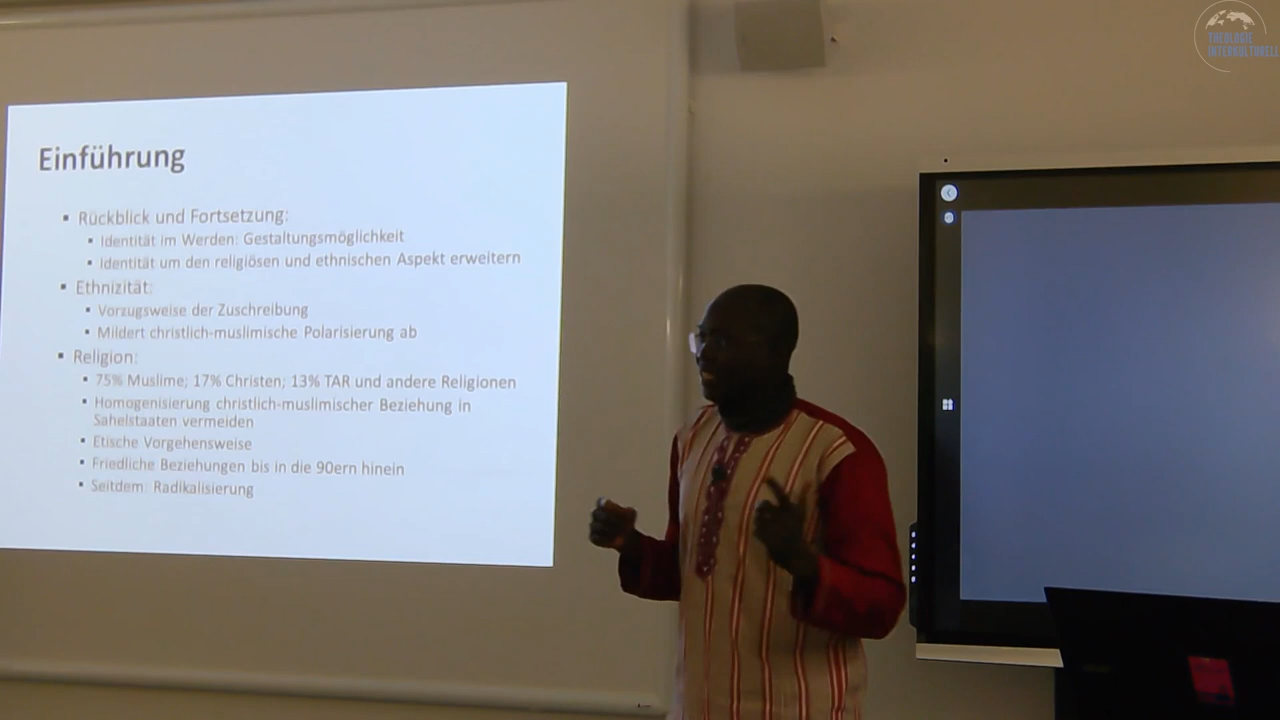 THEOLOGIE
INTERKULTURELL
Einführung
Rückblick und Fortsetzung:
Identität im Werden: Gestaltungsmöglichkeit
Identität um den religiösen und ethnischen Aspekt erweitern
Ethnizität:
Vorzugsweise der Zuschreibung
Mildert christlich-muslimische Polarisierung ab
Religion:
75% Muslime; 17% Christen; 13% TAR und andere Religionen
Homogenisierung christlich-muslimischer Beziehung in
Sahelstaaten vermeiden
Etische Vorgehensweise
Friedliche Beziehungen bis in die 90ern hinein
Seitdem: Radikalisierung